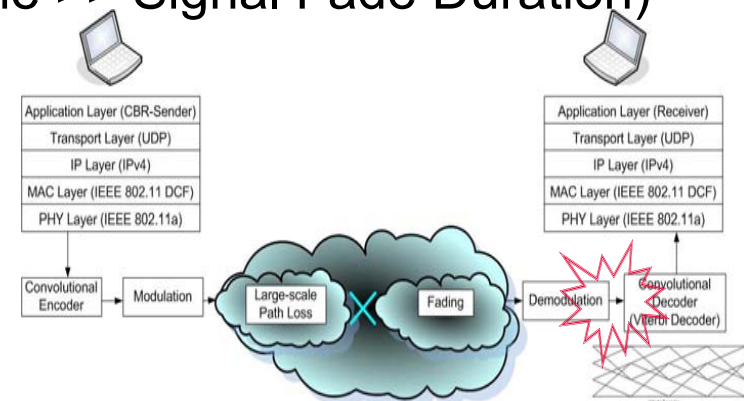 >> Signal Fade Duration)
Application Layer (CBR-Sender)
Transport Layer (UDP)
IP Layer (IPv4)
MAC Layer (IEEE 802.11 DCF)
PHY Layer (IEEE 802.11a)
Application Layer (Receiver)
Transport Layer (UDP)
IP Layer (IPv4)
MAC Layer (IEEE 802.11 DCF)
PHY Layer (IEEE 802.11a)
Convolutional
Encoder
Modulation
Large-scale
Path Loss
Fading
Demodulation
Convolutional
Decoder
(Viterbi Decoder)